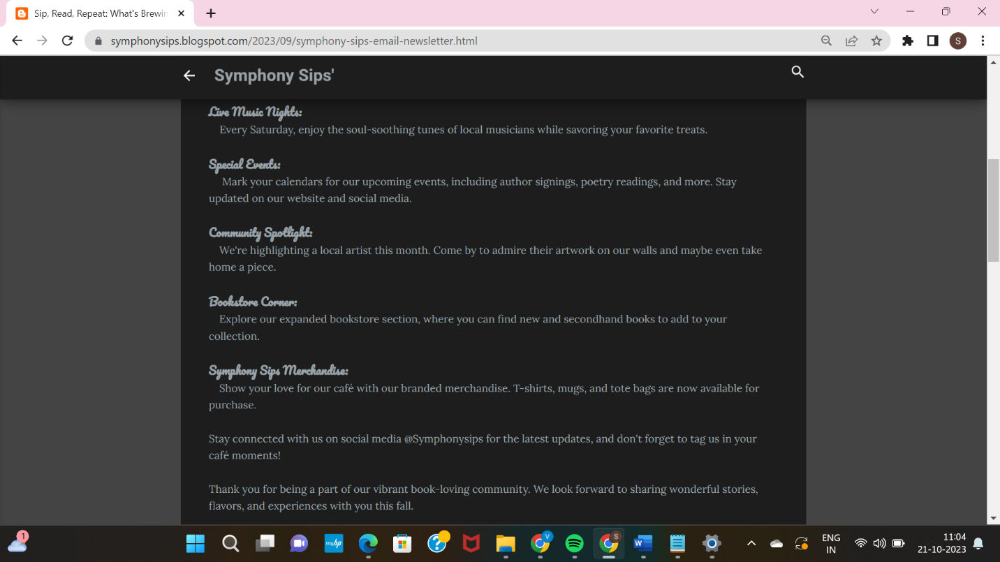 Sip, Read, Repeat: What's Brewin
symphonysips.blogspot.com/2023/09/symphony-sips-email-newsletter.html
S
Symphony Sips'
Live Music Nights:
Every Saturday, enjoy the soul-soothing tunes of local musicians while savoring your favorite treats.
Special Events:
Mark your calendars for our upcoming events, including author signings, poetry readings, and more. Stay
updated on our website and social media.
Community Spotlight:
We're highlighting a local artist this month. Come by to admire their artwork on our walls and maybe even take
home a piece.
Bookstore Corner:
Explore our expanded bookstore section, where you can find new and secondhand books to add to your
collection.
Symphony Sips Merchandise:
Show your love for our café with our branded merchandise. T-shirts, mugs, and tote bags are now available for
purchase.
Stay connected with us on social media @Symphonysips for the latest updates, and don't forget to tag us in your
café moments!
Thank you for being a part of our vibrant book-loving community. We look forward to sharing wonderful stories,
flavors, and experiences with you this fall.
1
myhp
?
V
S
W
ENG
IN
11:04
21-10-2023